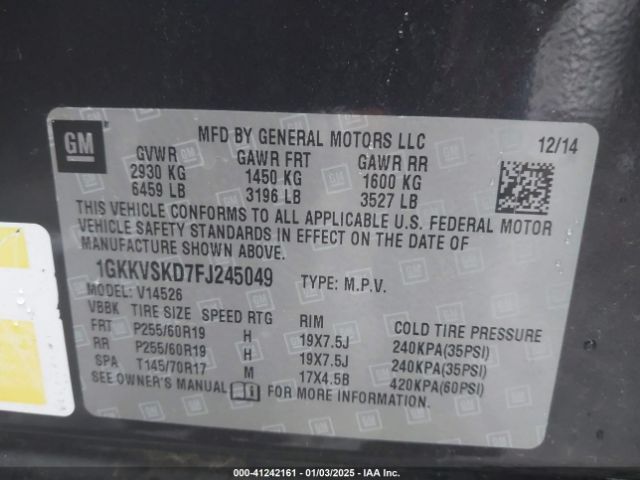 GM
MFD BY GENERAL MOTORS LLC 12/14
GVWR GAWR FRT GAWR RR
2930 KG 1450 KG 1600 KG
6459 LB 3196 LB 3527 LB
THIS VEHICLE CONFORMS TO ALL APPLICABLE U.S. FEDERAL MOTOR
VEHICLE SAFETY STANDARDS IN EFFECT ON THE DATE OF
MANUFACTURE SHOWN ABOVE.
1GKKVSKD7FJ245049 TYPE: M.P.V.
MODEL: V14526
VBBK TIRE SIZE SPEED RTG RIM COLD TIRE PRESSURE
FRT P255/60R19 H 19X7.5J 240KPA(35PSI)
RR P255/60R19 H 19X7.5J 240KPA(35PSI)
SPA T145/70R17 M 17X4.5B 420KPA(60PSI)
SEE OWNER'S MANUAL FOR MORE INFORMATION
000-41242161 - 01/03/2025 - IAA Inc.